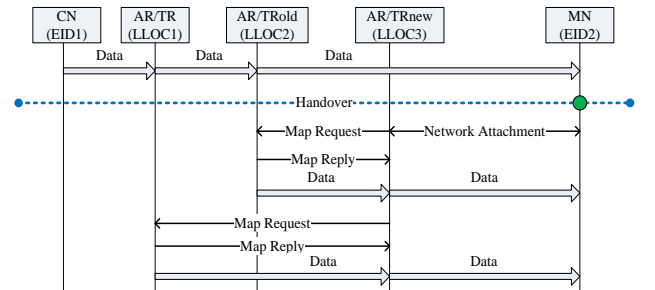 CN AR/TR AR/TRold AR/TRnew MN
(EID1) (LLOC1) (LLOC2) (LLOC3) (EID2)
Data Data Data
Handover
Map Request Network Attachment
Map Reply
Data Data
Map Request
Map Reply
Data Data